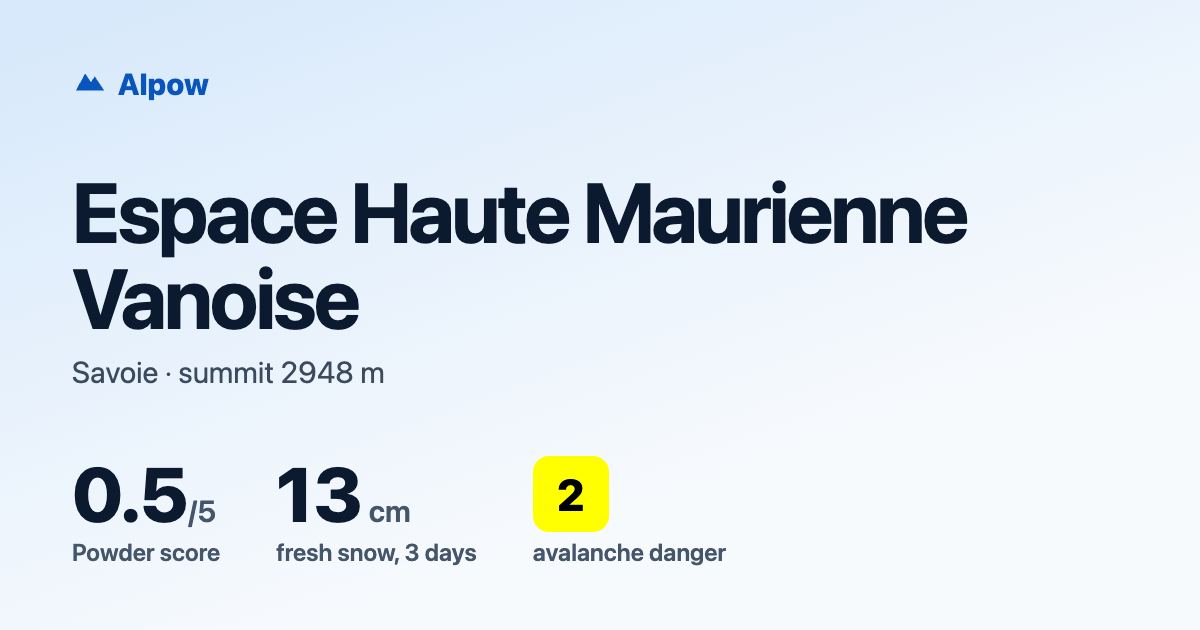 Alpow
Espace Haute Maurienne
Vanoise
Savoie · summit 2948 m
0.5/5
Powder score
13 cm
fresh snow, 3 days
2
avalanche danger